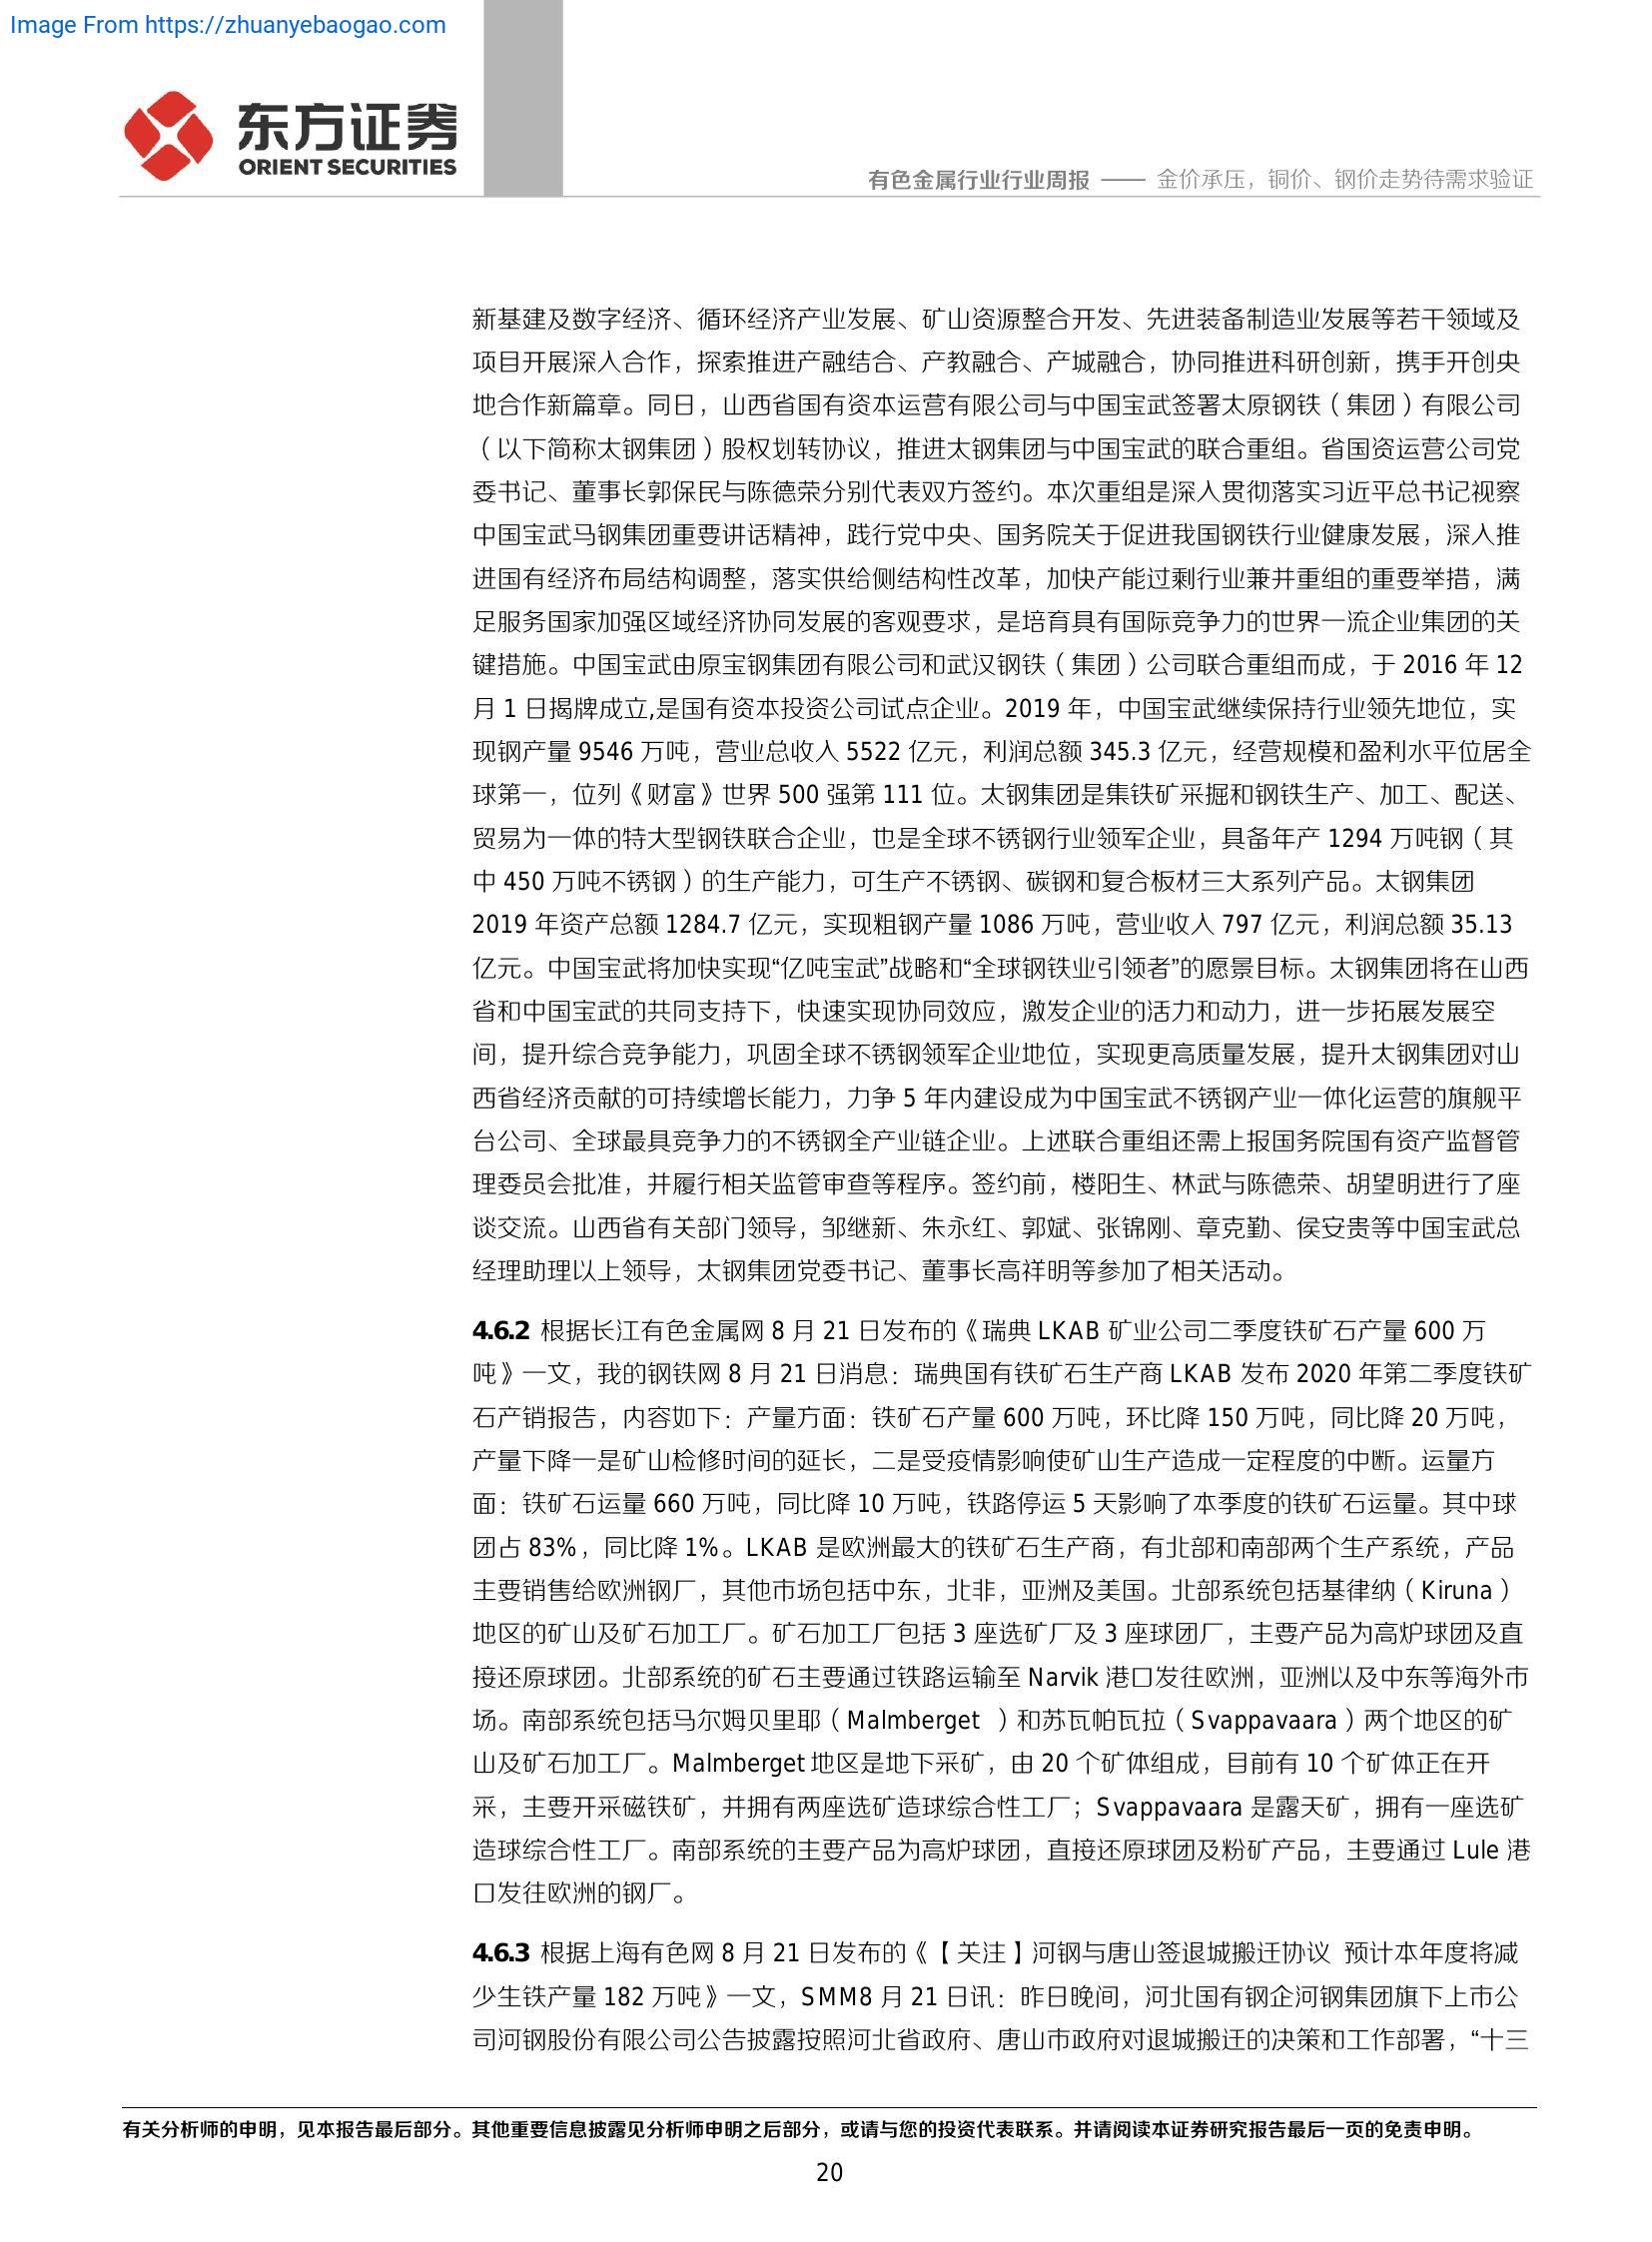 Image From https://zhuanyebaogao.com
东方证券
ORIENT SECURITIES
有色金属行业行业周报 —— 金价承压，铜价、钢价走势待需求验证
新基建及数字经济、循环经济产业发展、矿山资源整合开发、先进装备制造业发展等若干领域及
项目开展深入合作，探索推进产融结合、产教融合、产城融合，协同推进科研创新，携手开创央
地合作新篇章。同日，山西省国有资本运营有限公司与中国宝武签署太原钢铁（集团）有限公司
（以下简称太钢集团）股权划转协议，推进太钢集团与中国宝武的联合重组。省国资运营公司党
委书记、董事长郭保民与陈德荣分别代表双方签约。本次重组是深入贯彻落实习近平总书记视察
中国宝武马钢集团重要讲话精神，践行党中央、国务院关于促进我国钢铁行业健康发展，深入推
进国有经济布局结构调整，落实供给侧结构性改革，加快产能过剩行业兼并重组的重要举措，满
足服务国家加强区域经济协同发展的客观要求，是培育具有国际竞争力的世界一流企业集团的关
键措施。中国宝武由原宝钢集团有限公司和武汉钢铁（集团）公司联合重组而成，于 2016 年 12
月 1 日揭牌成立,是国有资本投资公司试点企业。2019 年，中国宝武继续保持行业领先地位，实
现钢产量 9546 万吨，营业总收入 5522 亿元，利润总额 345.3 亿元，经营规模和盈利水平位居全
球第一，位列《财富》世界 500 强第 111 位。太钢集团是集铁矿采掘和钢铁生产、加工、配送、
贸易为一体的特大型钢铁联合企业，也是全球不锈钢行业领军企业，具备年产 1294 万吨钢（其
中 450 万吨不锈钢）的生产能力，可生产不锈钢、碳钢和复合板材三大系列产品。太钢集团
2019 年资产总额 1284.7 亿元，实现粗钢产量 1086 万吨，营业收入 797 亿元，利润总额 35.13
亿元。中国宝武将加快实现“亿吨宝武”战略和“全球钢铁业引领者”的愿景目标。太钢集团将在山西
省和中国宝武的共同支持下，快速实现协同效应，激发企业的活力和动力，进一步拓展发展空
间，提升综合竞争能力，巩固全球不锈钢领军企业地位，实现更高质量发展，提升太钢集团对山
西省经济贡献的可持续增长能力，力争 5 年内建设成为中国宝武不锈钢产业一体化运营的旗舰平
台公司、全球最具竞争力的不锈钢全产业链企业。上述联合重组还需上报国务院国有资产监督管
理委员会批准，并履行相关监管审查等程序。签约前，楼阳生、林武与陈德荣、胡望明进行了座
谈交流。山西省有关部门领导，邹继新、朱永红、郭斌、张锦刚、章克勤、侯安贵等中国宝武总
经理助理以上领导，太钢集团党委书记、董事长高祥明等参加了相关活动。
4.6.2 根据长江有色金属网 8 月 21 日发布的《瑞典 LKAB 矿业公司二季度铁矿石产量 600 万
吨》一文，我的钢铁网 8 月 21 日消息：瑞典国有铁矿石生产商 LKAB 发布 2020 年第二季度铁矿
石产销报告，内容如下：产量方面：铁矿石产量 600 万吨，环比降 150 万吨，同比降 20 万吨，
产量下降一是矿山检修时间的延长，二是受疫情影响使矿山生产造成一定程度的中断。运量方
面：铁矿石运量 660 万吨，同比降 10 万吨，铁路停运 5 天影响了本季度的铁矿石运量。其中球
团占 83%，同比降 1%。LKAB 是欧洲最大的铁矿石生产商，有北部和南部两个生产系统，产品
主要销售给欧洲钢厂，其他市场包括中东，北非，亚洲及美国。北部系统包括基律纳（Kiruna）
地区的矿山及矿石加工厂。矿石加工厂包括 3 座选矿厂及 3 座球团厂，主要产品为高炉球团及直
接还原球团。北部系统的矿石主要通过铁路运输至 Narvik 港口发往欧洲，亚洲以及中东等海外市
场。南部系统包括马尔姆贝里耶（Malmberget ）和苏瓦帕瓦拉（Svappavaara）两个地区的矿
山及矿石加工厂。Malmberget 地区是地下采矿，由 20 个矿体组成，目前有 10 个矿体正在开
采，主要开采磁铁矿，并拥有两座选矿造球综合性工厂；Svappavaara 是露天矿，拥有一座选矿
造球综合性工厂。南部系统的主要产品为高炉球团，直接还原球团及粉矿产品，主要通过 Lule 港
口发往欧洲的钢厂。
4.6.3 根据上海有色网 8 月 21 日发布的《【关注】河钢与唐山签退城搬迁协议 预计本年度将减
少生铁产量 182 万吨》一文，SMM8 月 21 日讯：昨日晚间，河北国有钢企河钢集团旗下上市公
司河钢股份有限公司公告披露按照河北省政府、唐山市政府对退城搬迁的决策和工作部署，“十三
有关分析师的申明，见本报告最后部分。其他重要信息披露见分析师申明之后部分，或请与您的投资代表联系。并请阅读本证券研究报告最后一页的免责申明。
20